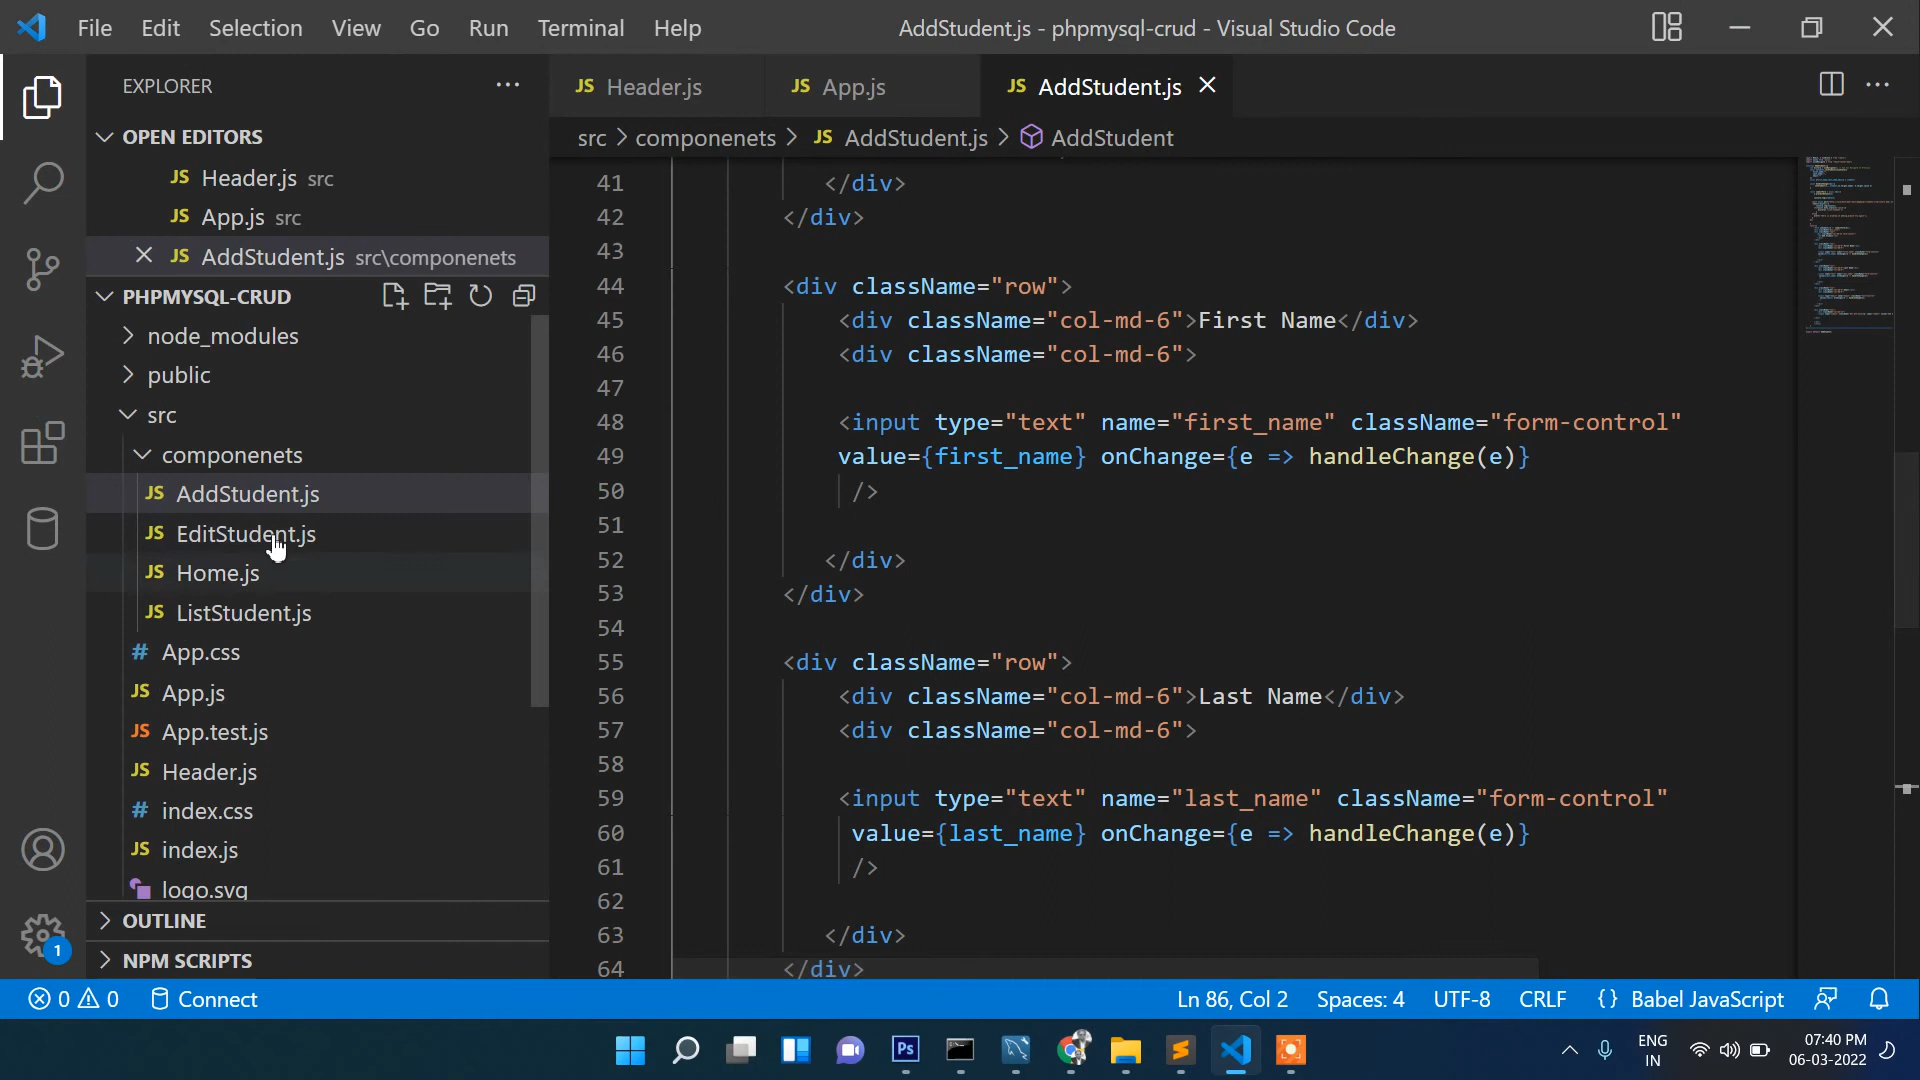 File Edit Selection View Go Run Terminal Help AddStudent.js - phpmysql-crud - Visual Studio Code
EXPLORER
OPEN EDITORS
JS Header.js src
JS App.js src
JS AddStudent.js src\componenets
PHPMYSQL-CRUD
node_modules
public
src
componenets
JS AddStudent.js
JS EditStudent.js
JS Home.js
JS ListStudent.js
# App.css
JS App.js
JS App.test.js
JS Header.js
# index.css
JS index.js
logo.svg
OUTLINE
NPM SCRIPTS
1
JS Header.js JS App.js JS AddStudent.js
src > componenets > JS AddStudent.js > AddStudent
41 </div>
42 </div>
43
44 <div className="row">
45 <div className="col-md-6">First Name</div>
46 <div className="col-md-6">
47
48 <input type="text" name="first_name" className="form-control"
49 value={first_name} onChange={e => handleChange(e)}
50 />
51
52 </div>
53 </div>
54
55 <div className="row">
56 <div className="col-md-6">Last Name</div>
57 <div className="col-md-6">
58
59 <input type="text" name="last_name" className="form-control"
60 value={last_name} onChange={e => handleChange(e)}
61 />
62
63 </div>
64 </div>
0 0 Connect Ln 86, Col 2 Spaces: 4 UTF-8 CRLF {} Babel JavaScript
Ps
ENG
IN
07:40 PM
06-03-2022